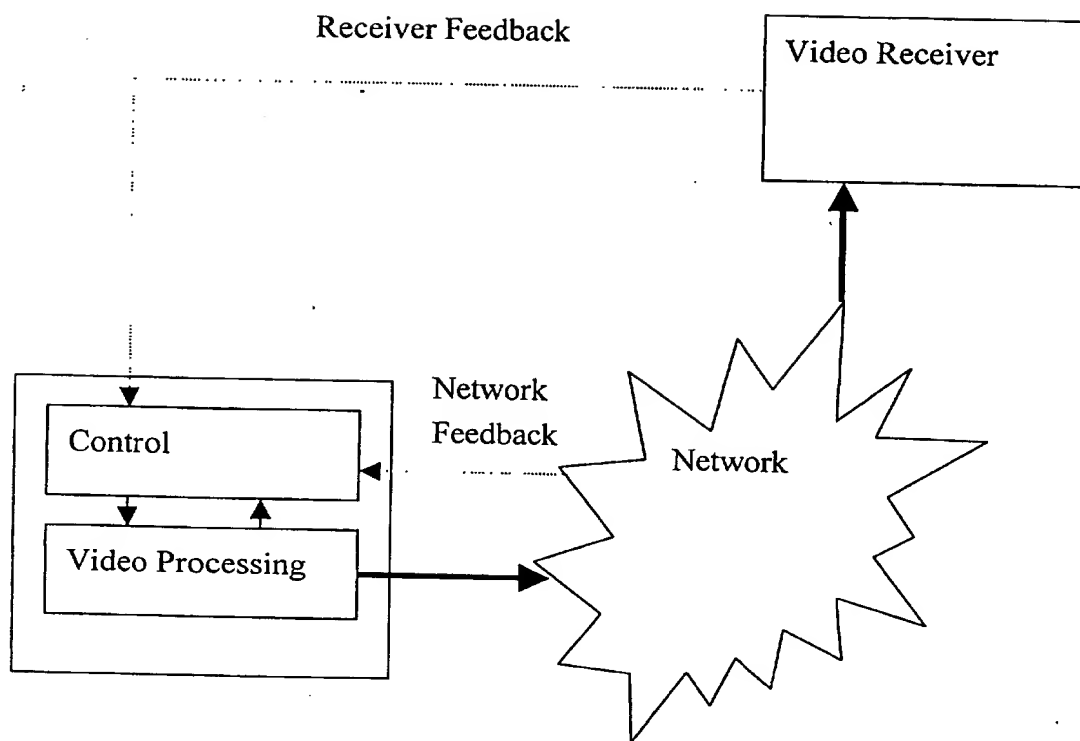 Receiver Feedback
Video Receiver
Network
Feedback
Control
Network
Video Processing